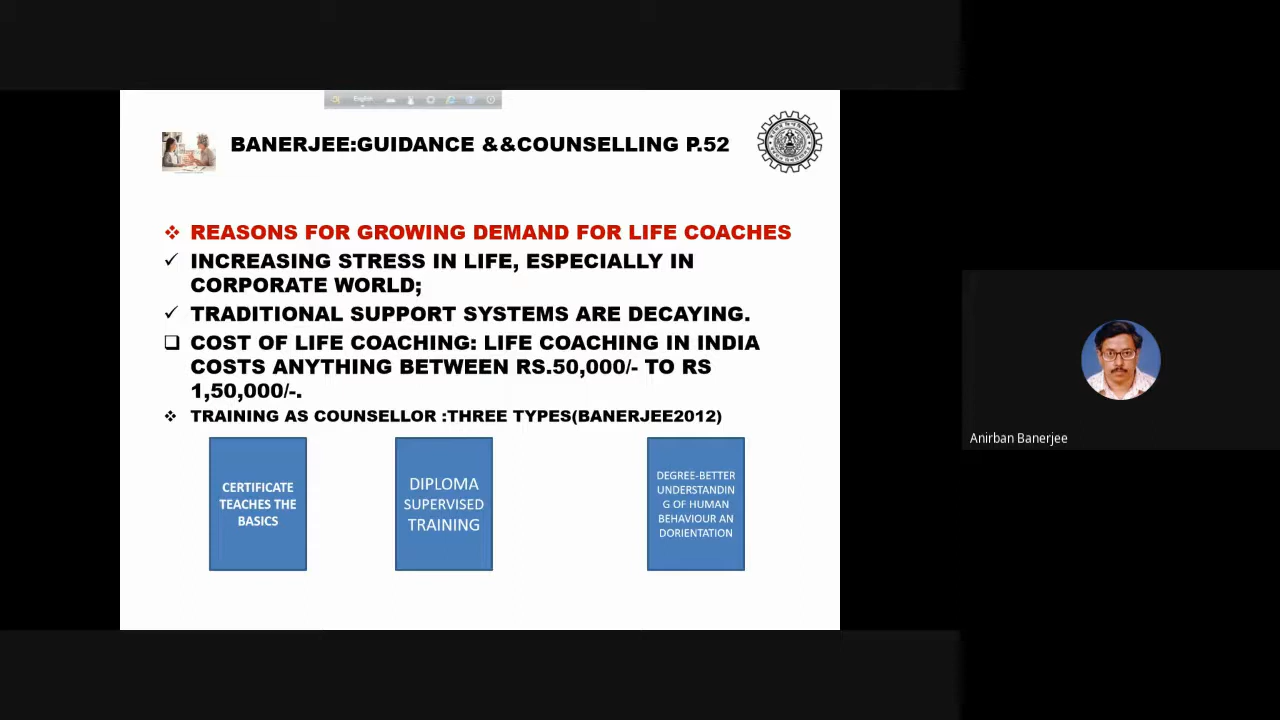 English
BANERJEE:GUIDANCE &&COUNSELLING P.52
REASONS FOR GROWING DEMAND FOR LIFE COACHES
INCREASING STRESS IN LIFE, ESPECIALLY IN
CORPORATE WORLD;
TRADITIONAL SUPPORT SYSTEMS ARE DECAYING.
COST OF LIFE COACHING: LIFE COACHING IN INDIA
COSTS ANYTHING BETWEEN RS.50,000/- TO RS
1,50,000/-.
TRAINING AS COUNSELLOR :THREE TYPES(BANERJEE2012)
CERTIFICATE
TEACHES THE
BASICS
DIPLOMA
SUPERVISED
TRAINING
DEGREE-BETTER
UNDERSTANDIN
G OF HUMAN
BEHAVIOUR AN
DORIENTATION
Anirban Banerjee